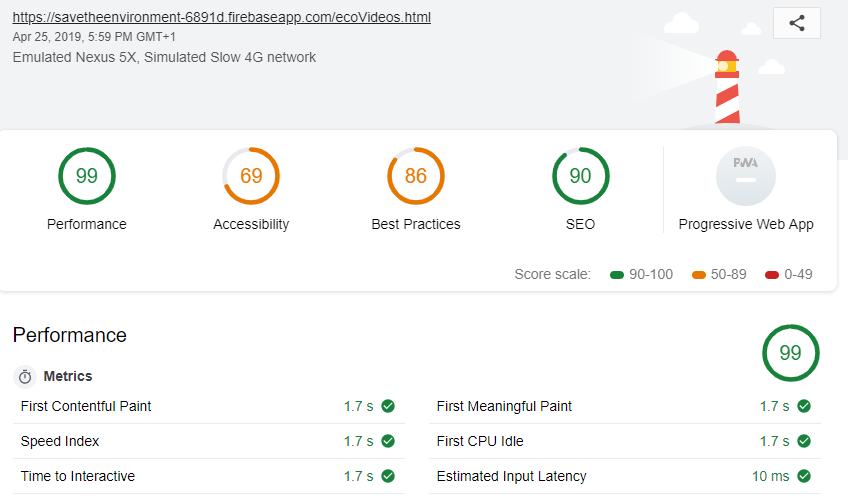 https://savetheenvironment-6891d.firebaseapp.com/ecoVideos.html
Apr 25, 2019, 5:59 PM GMT+1
Emulated Nexus 5X, Simulated Slow 4G network
99 69 86 90 PWA
Performance Accessibility Best Practices SEO Progressive Web App
Score scale: 90-100 50-89 0-49
Performance 99
Metrics
First Contentful Paint 1.7 s First Meaningful Paint 1.7 s
Speed Index 1.7 s First CPU Idle 1.7 s
Time to Interactive 1.7 s Estimated Input Latency 10 ms